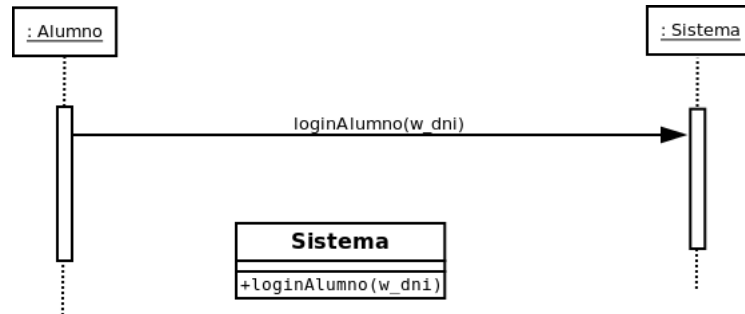 : Alumno
: Sistema
loginAlumno(w_dni)
Sistema
+loginAlumno(w_dni)